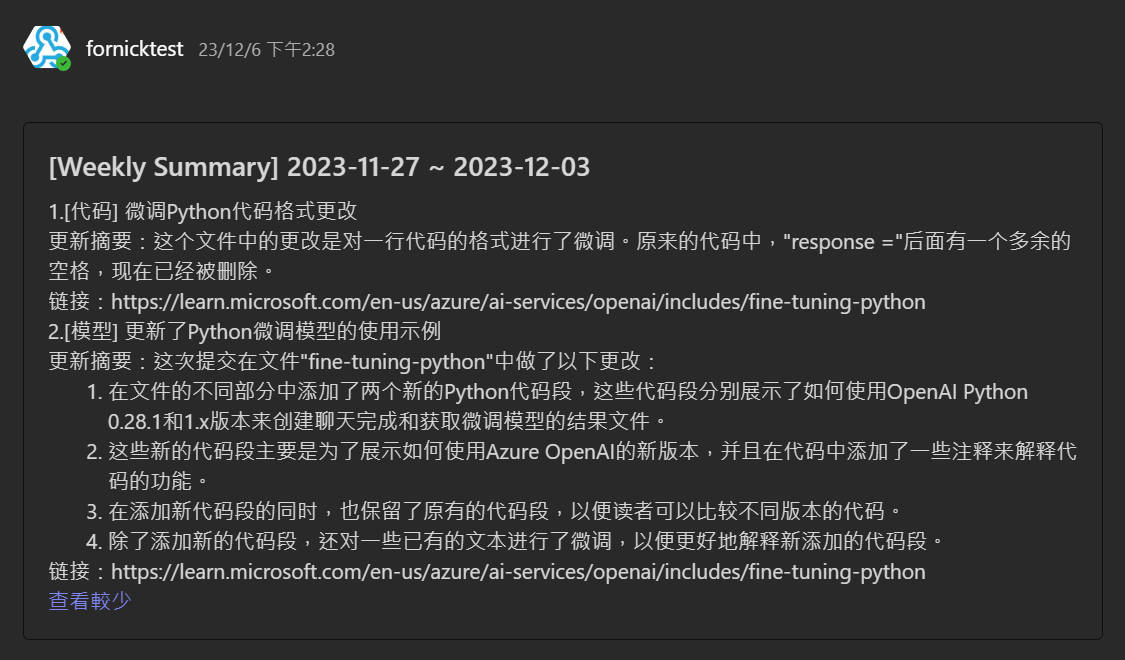 fornicktest 23/12/6 下午2:28
[Weekly Summary] 2023-11-27 ~ 2023-12-03
1.[代码] 微调Python代码格式更改
更新摘要：这个文件中的更改是对一行代码的格式进行了微调。原来的代码中，"response ="后面有一个多余的
空格，现在已经被删除。
链接：https://learn.microsoft.com/en-us/azure/ai-services/openai/includes/fine-tuning-python
2.[模型] 更新了Python微调模型的使用示例
更新摘要：这次提交在文件"fine-tuning-python"中做了以下更改：
1. 在文件的不同部分中添加了两个新的Python代码段，这些代码段分别展示了如何使用OpenAI Python
0.28.1和1.x版本来创建聊天完成和获取微调模型的结果文件。
2. 这些新的代码段主要是为了展示如何使用Azure OpenAI的新版本，并且在代码中添加了一些注释来解释代
码的功能。
3. 在添加新代码段的同时，也保留了原有的代码段，以便读者可以比较不同版本的代码。
4. 除了添加新的代码段，还对一些已有的文本进行了微调，以便更好地解释新添加的代码段。
链接：https://learn.microsoft.com/en-us/azure/ai-services/openai/includes/fine-tuning-python
查看較少